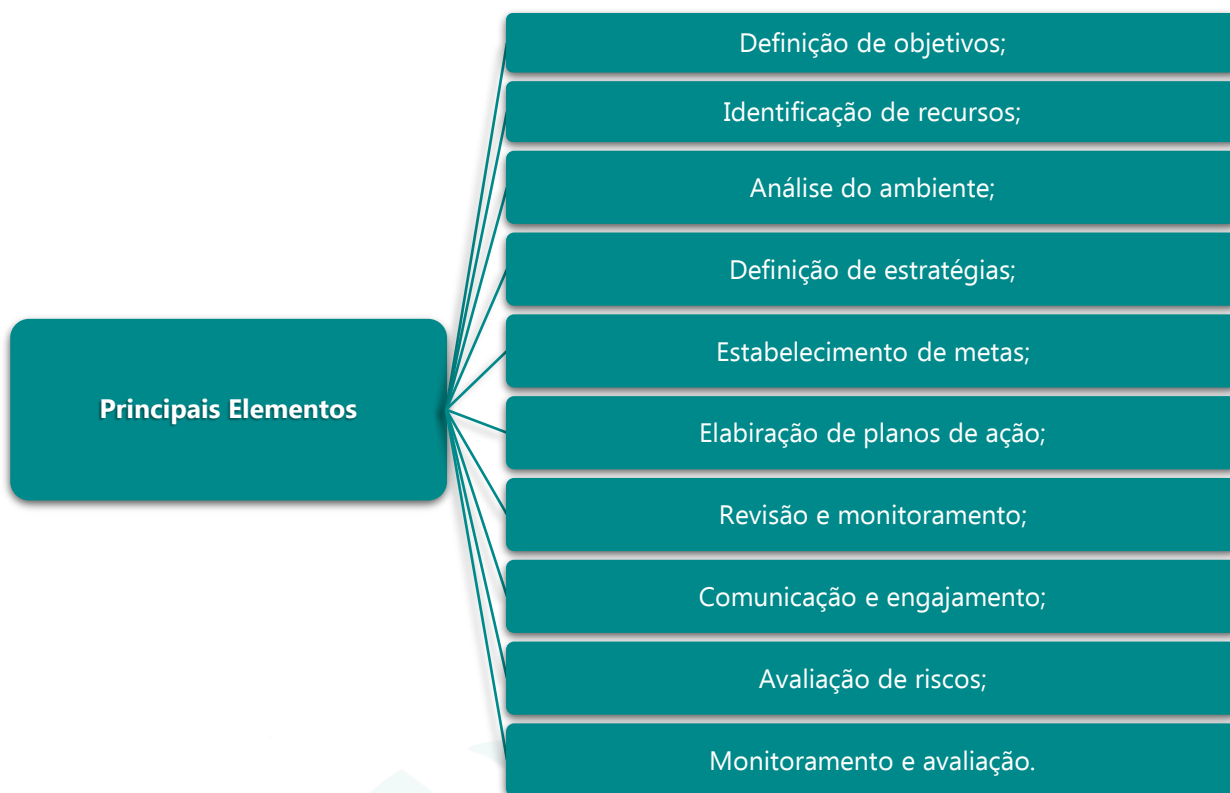 Principais Elementos
Definição de objetivos;
Identificação de recursos;
Análise do ambiente;
Definição de estratégias;
Estabelecimento de metas;
Elabiração de planos de ação;
Revisão e monitoramento;
Comunicação e engajamento;
Avaliação de riscos;
Monitoramento e avaliação.